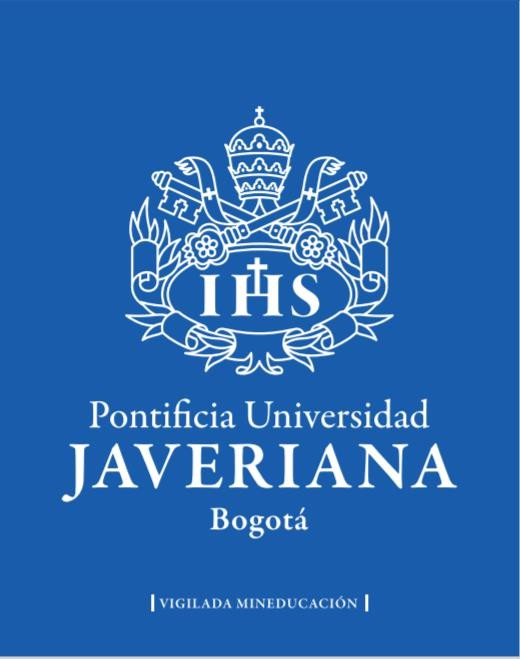 IHS
Pontificia Universidad
JAVERIANA
Bogotá
| VIGILADA MINEDUCACIÓN |